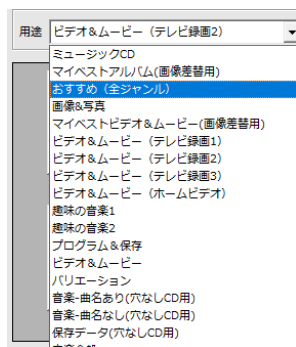 用途 ビデオ&ムービー（テレビ録画2）
ミュージックCD
マイベストアルバム(画像差替用)
おすすめ（全ジャンル）
画像&写真
マイベストビデオ&ムービー(画像差替用)
ビデオ&ムービー（テレビ録画1）
ビデオ&ムービー（テレビ録画2）
ビデオ&ムービー（テレビ録画3）
ビデオ&ムービー（ホームビデオ）
趣味の音楽1
趣味の音楽2
プログラム&保存
ビデオ&ムービー
バリエーション
音楽-曲名あり(穴なしCD用)
音楽-曲名なし(穴なしCD用)
保存データ(穴なしCD用)